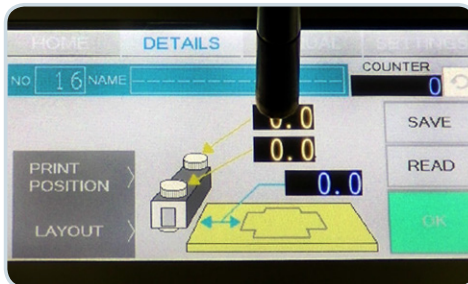 HOME DETAILS
COUNTER
NO 16 NAME
0
0.0
SAVE
0.0
READ
PRINT
POSITION
0.0
LAYOUT
OK